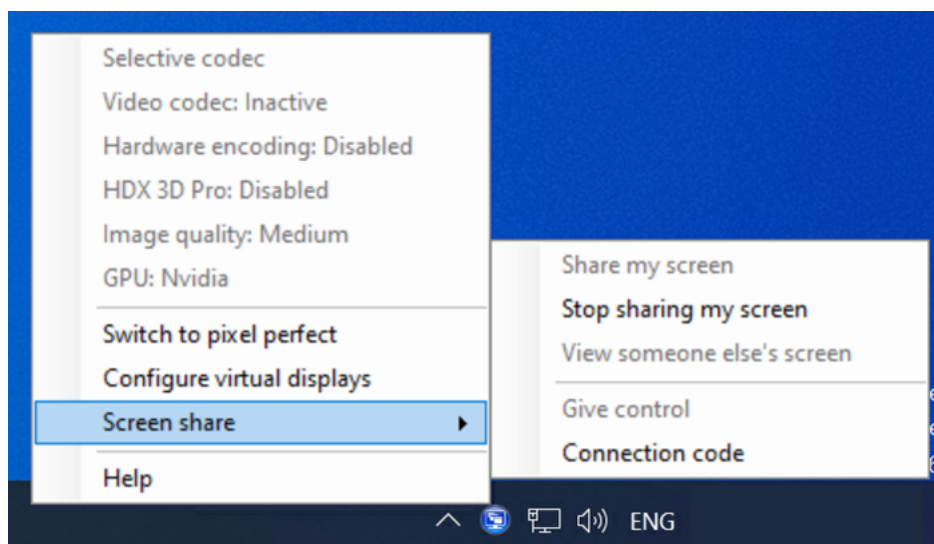 Selective codec
Video codec: Inactive
Hardware encoding: Disabled
HDX 3D Pro: Disabled
Image quality: Medium
GPU: Nvidia
Switch to pixel perfect
Configure virtual displays
Screen share
Help
Share my screen
Stop sharing my screen
View someone else's screen
Give control
Connection code
ENG